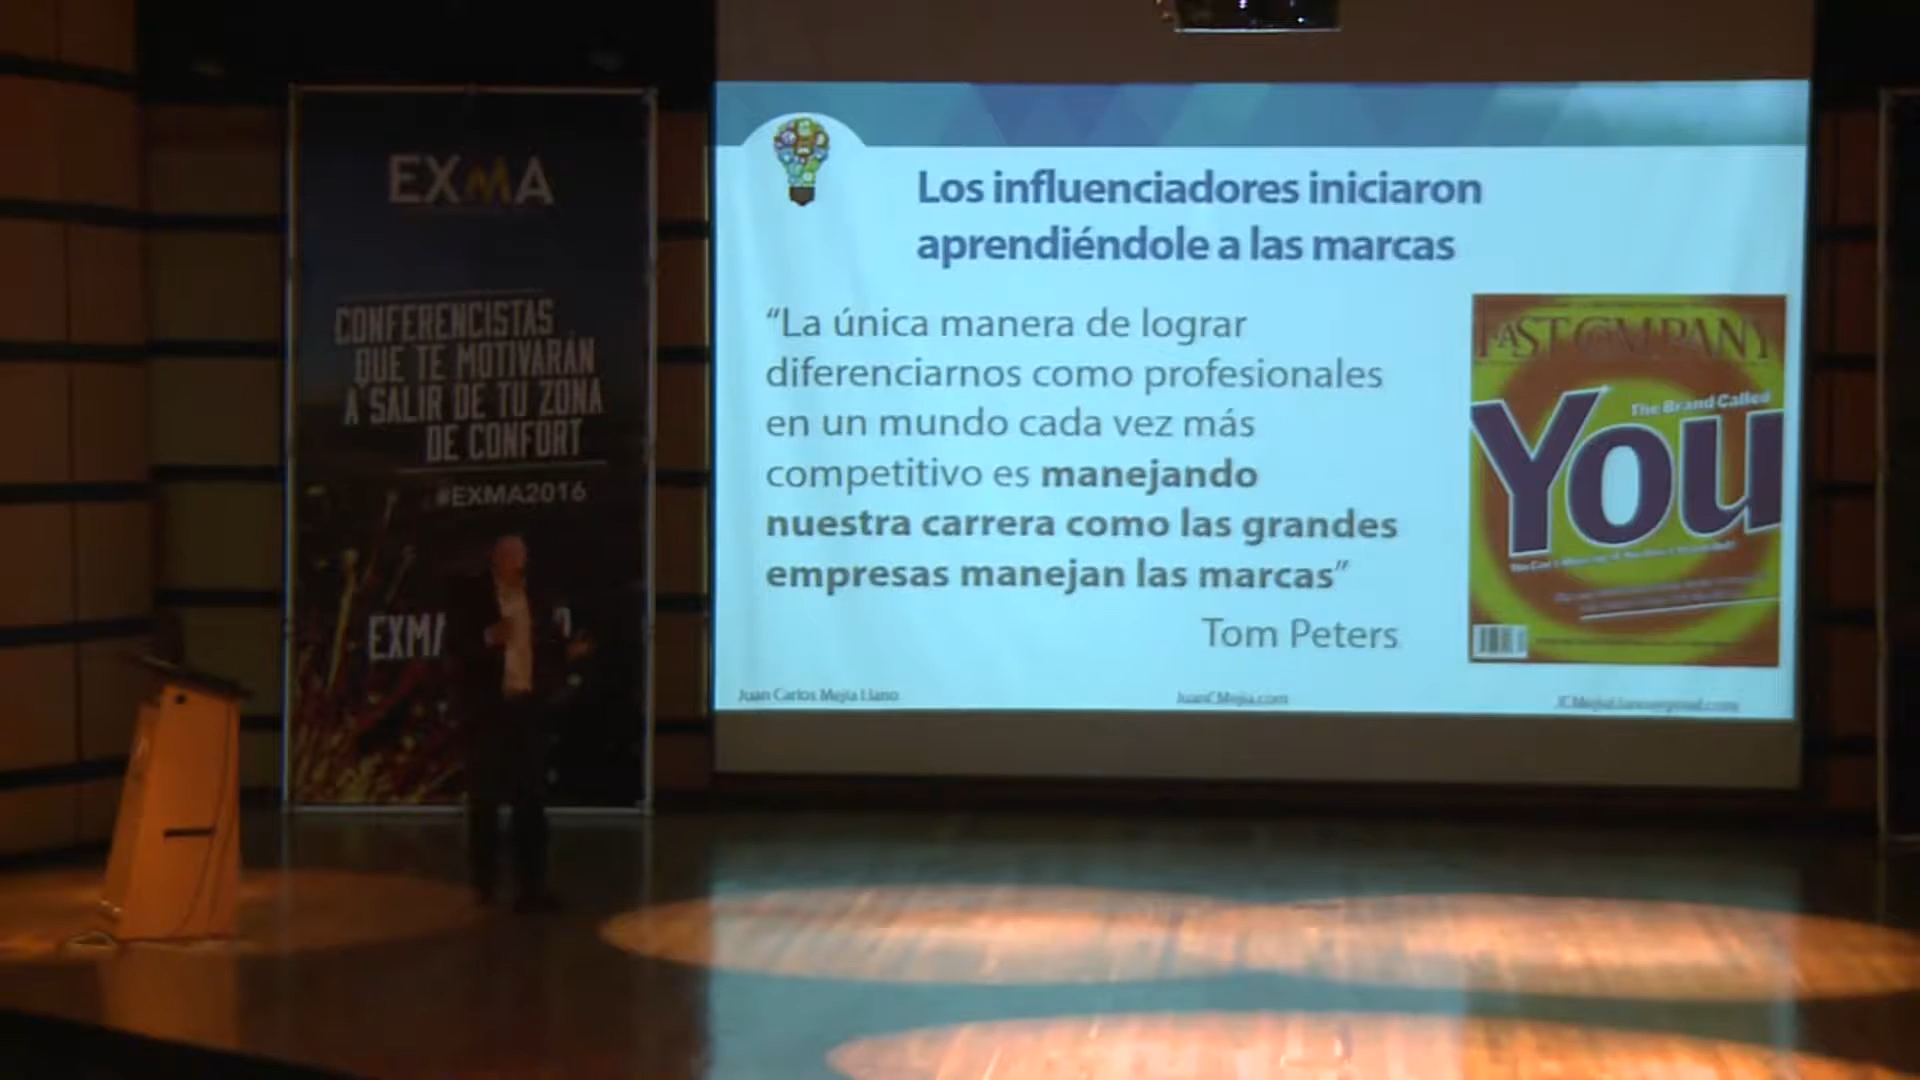 EXMA
CONFERENCISTAS
QUE TE MOTIVARÁN
A SALIR DE TU ZONA
DE CONFORT
#EXMA2016
Los influenciadores iniciaron
aprendiéndole a las marcas
“La única manera de lograr
diferenciarnos como profesionales
en un mundo cada vez más
competitivo es manejando
nuestra carrera como las grandes
empresas manejan las marcas”
Tom Peters
FAST COMPANY
The Brand Called
You
Juan Carlos Mejía Llano
JuanCMejia.com